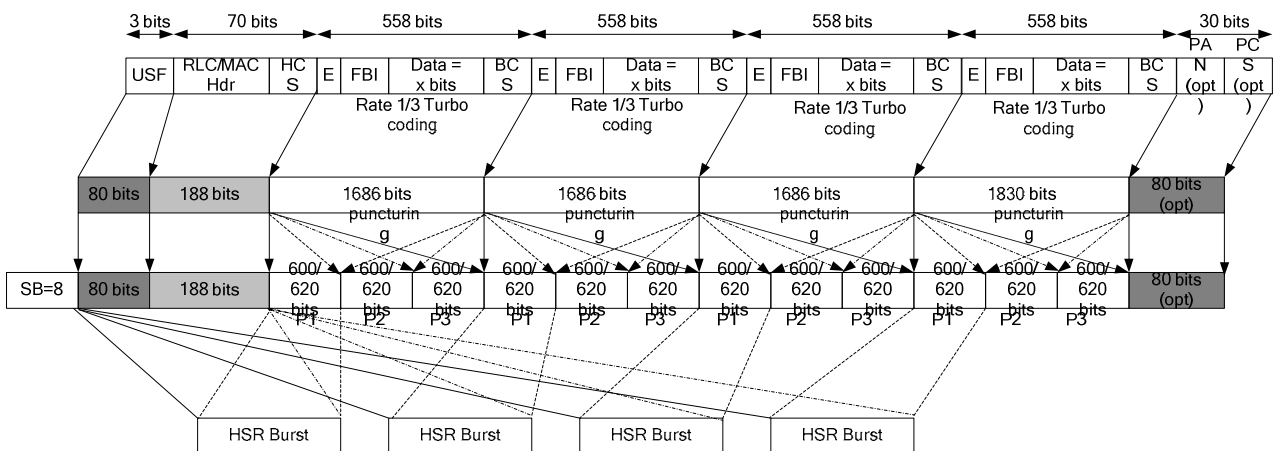 3 bits 70 bits 558 bits 558 bits 558 bits 558 bits 30 bits
USF
RLC/MAC
Hdr
HC
S
E
FBI
Data =
x bits
BC
S
E
FBI
Data =
x bits
BC
S
E
FBI
Data =
x bits
BC
S
E
FBI
Data =
x bits
BC
S
PA
N
(opt
)
PC
S
(opt
)
Rate 1/3 Turbo
coding
Rate 1/3 Turbo
coding
Rate 1/3 Turbo
coding
Rate 1/3 Turbo
coding
80 bits
188 bits
1686 bits
puncturin
g
1686 bits
puncturin
g
1686 bits
puncturin
g
1830 bits
puncturin
g
80 bits
(opt)
SB=8
80 bits
188 bits
600/
620
bits
P1
600/
620
bits
P2
600/
620
bits
P3
600/
620
bits
P1
600/
620
bits
P2
600/
620
bits
P3
600/
620
bits
P1
600/
620
bits
P2
600/
620
bits
P3
600/
620
bits
P1
600/
620
bits
P2
600/
620
bits
P3
80 bits
(opt)
HSR Burst
HSR Burst
HSR Burst
HSR Burst